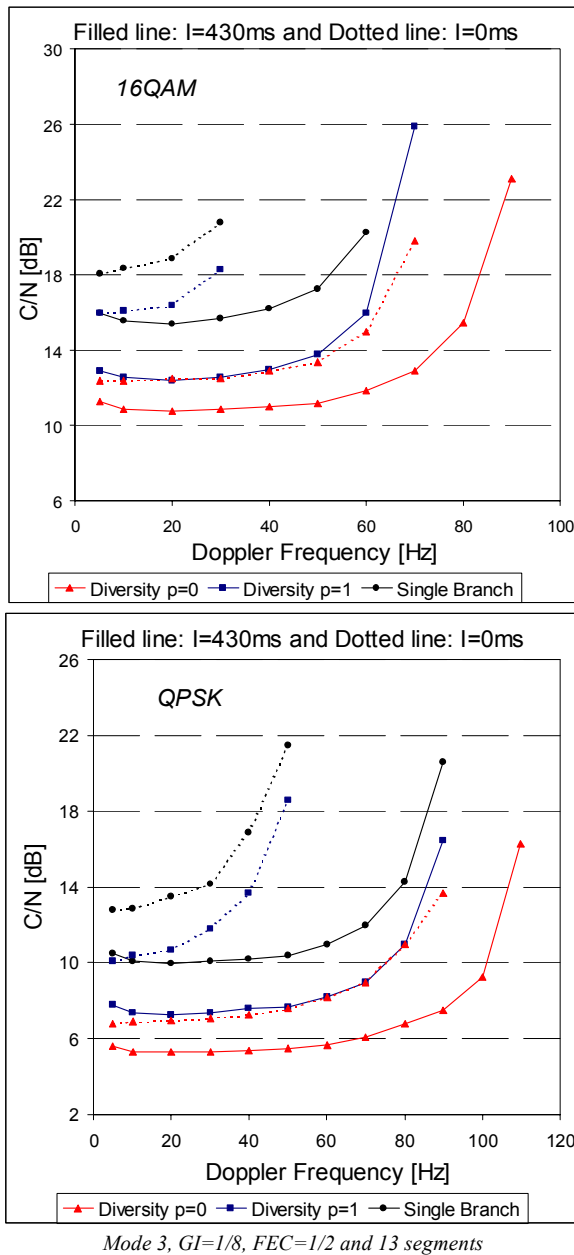 Filled line: I=430ms and Dotted line: I=0ms
30
16QAM
26
22
C/N [dB]
18
14
10
6
0 20 40 60 80 100
Doppler Frequency [Hz]
Diversity p=0 Diversity p=1 Single Branch
Filled line: I=430ms and Dotted line: I=0ms
26
QPSK
22
18
C/N [dB]
14
10
6
2
0 20 40 60 80 100 120
Doppler Frequency [Hz]
Diversity p=0 Diversity p=1 Single Branch
Mode 3, GI=1/8, FEC=1/2 and 13 segments